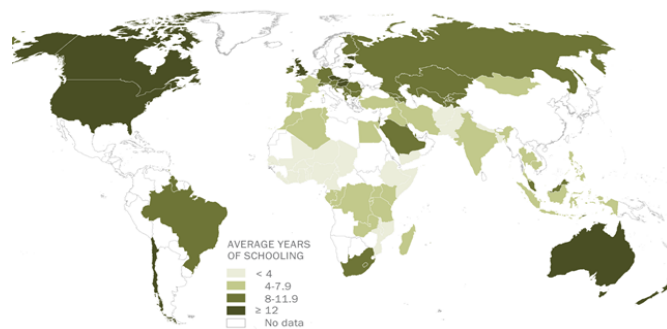 AVERAGE YEARS
OF SCHOOLING
< 4
4-7.9
8-11.9
≥ 12
No data